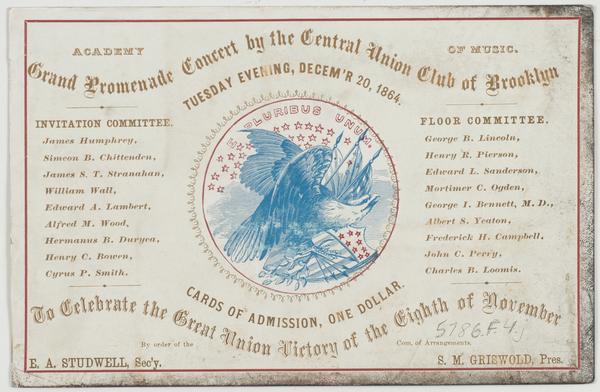 ACADEMY OF MUSIC.
Grand Promenade Concert by the Central Union Club of Brooklyn
TUESDAY EVENING, DECEM'R 20, 1864.
E PLURIBUS UNUM.
INVITATION COMMITTEE.
James Humphrey,
Simeon B. Chittenden,
James S. T. Stranahan,
William Wall,
Edward A. Lambert,
Alfred M. Wood,
Hermanus B. Duryea,
Henry C. Bowen,
Cyrus P. Smith.
FLOOR COMMITTEE.
George B. Lincoln,
Henry R. Pierson,
Edward L. Sanderson,
Mortimer C. Ogden,
George I. Bennett, M. D.,
Albert S. Yeaton,
Frederick H. Campbell,
John C. Perry,
Charles B. Loomis.
CARDS OF ADMISSION, ONE DOLLAR.
To Celebrate the Great Union Victory of the Eighth of November
5786.F.4j
By order of the Com. of Arrangements.
E. A. STUDWELL, Sec'y. S. M. GRISWOLD, Pres.